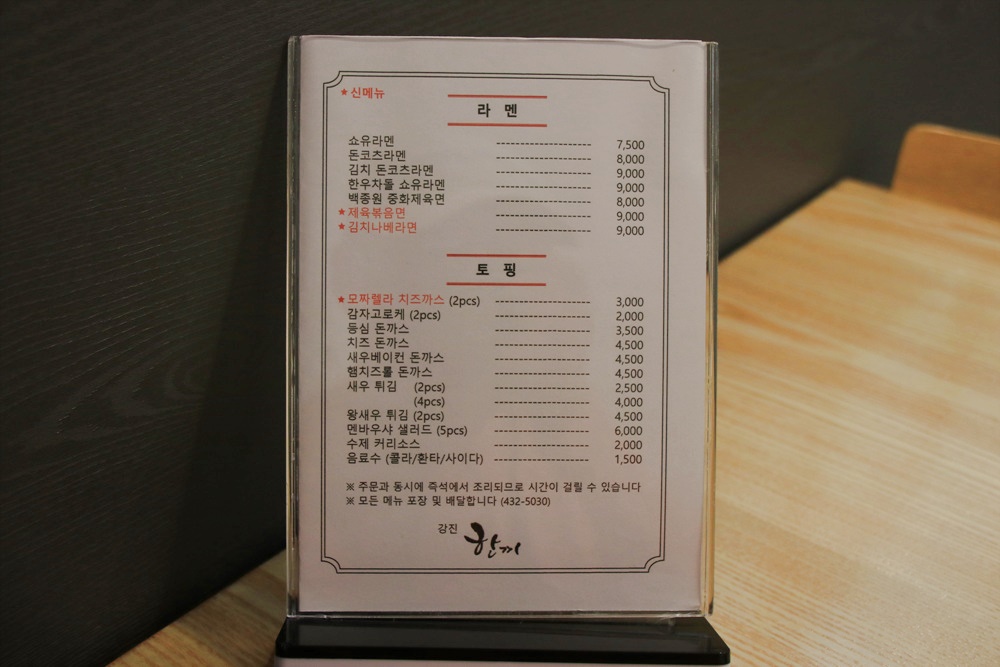 ★신메뉴
라 멘
쇼유라멘 ---------------------- 7,500
돈코츠라멘 ---------------------- 8,000
김치 돈코츠라멘 ---------------------- 9,000
한우차돌 쇼유라멘 ---------------------- 9,000
백종원 중화제육면 ---------------------- 8,000
★제육볶음면 ---------------------- 9,000
★김치나베라면 ---------------------- 9,000
토 핑
★모짜렐라 치즈까스 (2pcs) ---------------------- 3,000
감자고로케 (2pcs) ---------------------- 2,000
등심 돈까스 ---------------------- 3,500
치즈 돈까스 ---------------------- 4,500
새우베이컨 돈까스 ---------------------- 4,500
햄치즈롤 돈까스 ---------------------- 4,500
새우 튀김 (2pcs) ---------------------- 2,500
(4pcs) ---------------------- 4,000
왕새우 튀김 (2pcs) ---------------------- 4,500
멘바우샤 샐러드 (5pcs) ---------------------- 6,000
수제 커리소스 ---------------------- 2,000
음료수 (콜라/환타/사이다) ---------------------- 1,500
※ 주문과 동시에 즉석에서 조리되므로 시간이 걸릴 수 있습니다
※ 모든 메뉴 포장 및 배달합니다 (432-5030)
강진 한끼